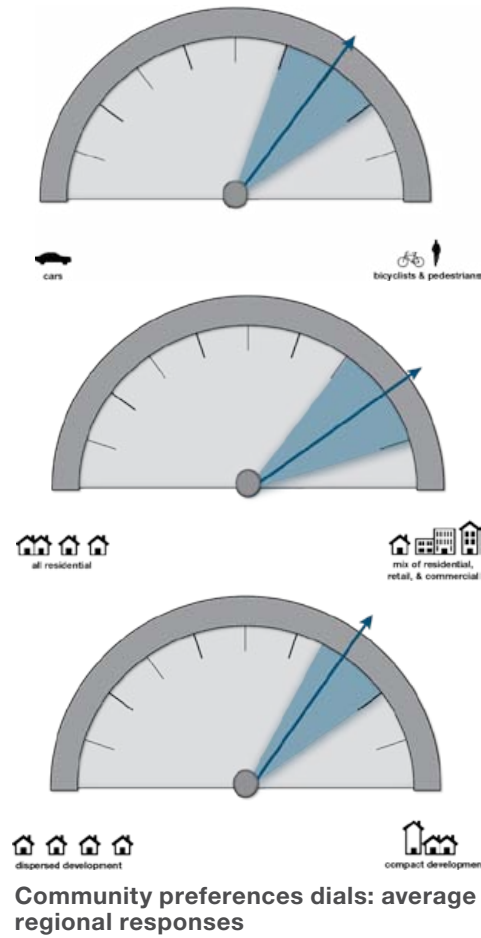 cars
bicyclists & pedestrians
all residential
mix of residential,
retail, & commercial
dispersed development
compact developmen
Community preferences dials: average
regional responses